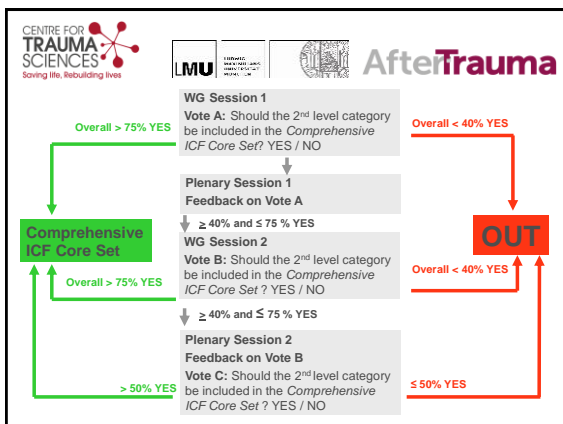 CENTRE FOR
TRAUMA
SCIENCES
Saving life, Rebuilding lives
LMU
LUDWIG
MAXIMILIANS
UNIVERSITÄT
MÜNCHEN
AfterTrauma
WG Session 1
Vote A: Should the 2nd level category
be included in the Comprehensive
ICF Core Set? YES / NO
Overall > 75% YES
Overall < 40% YES
Plenary Session 1
Feedback on Vote A
≥ 40% and ≤ 75 % YES
Comprehensive
ICF Core Set
OUT
WG Session 2
Vote B: Should the 2nd level category
be included in the Comprehensive
ICF Core Set ? YES / NO
Overall > 75% YES
Overall < 40% YES
≥ 40% and ≤ 75 % YES
Plenary Session 2
Feedback on Vote B
Vote C: Should the 2nd level category
be included in the Comprehensive
ICF Core Set ? YES / NO
> 50% YES
≤ 50% YES